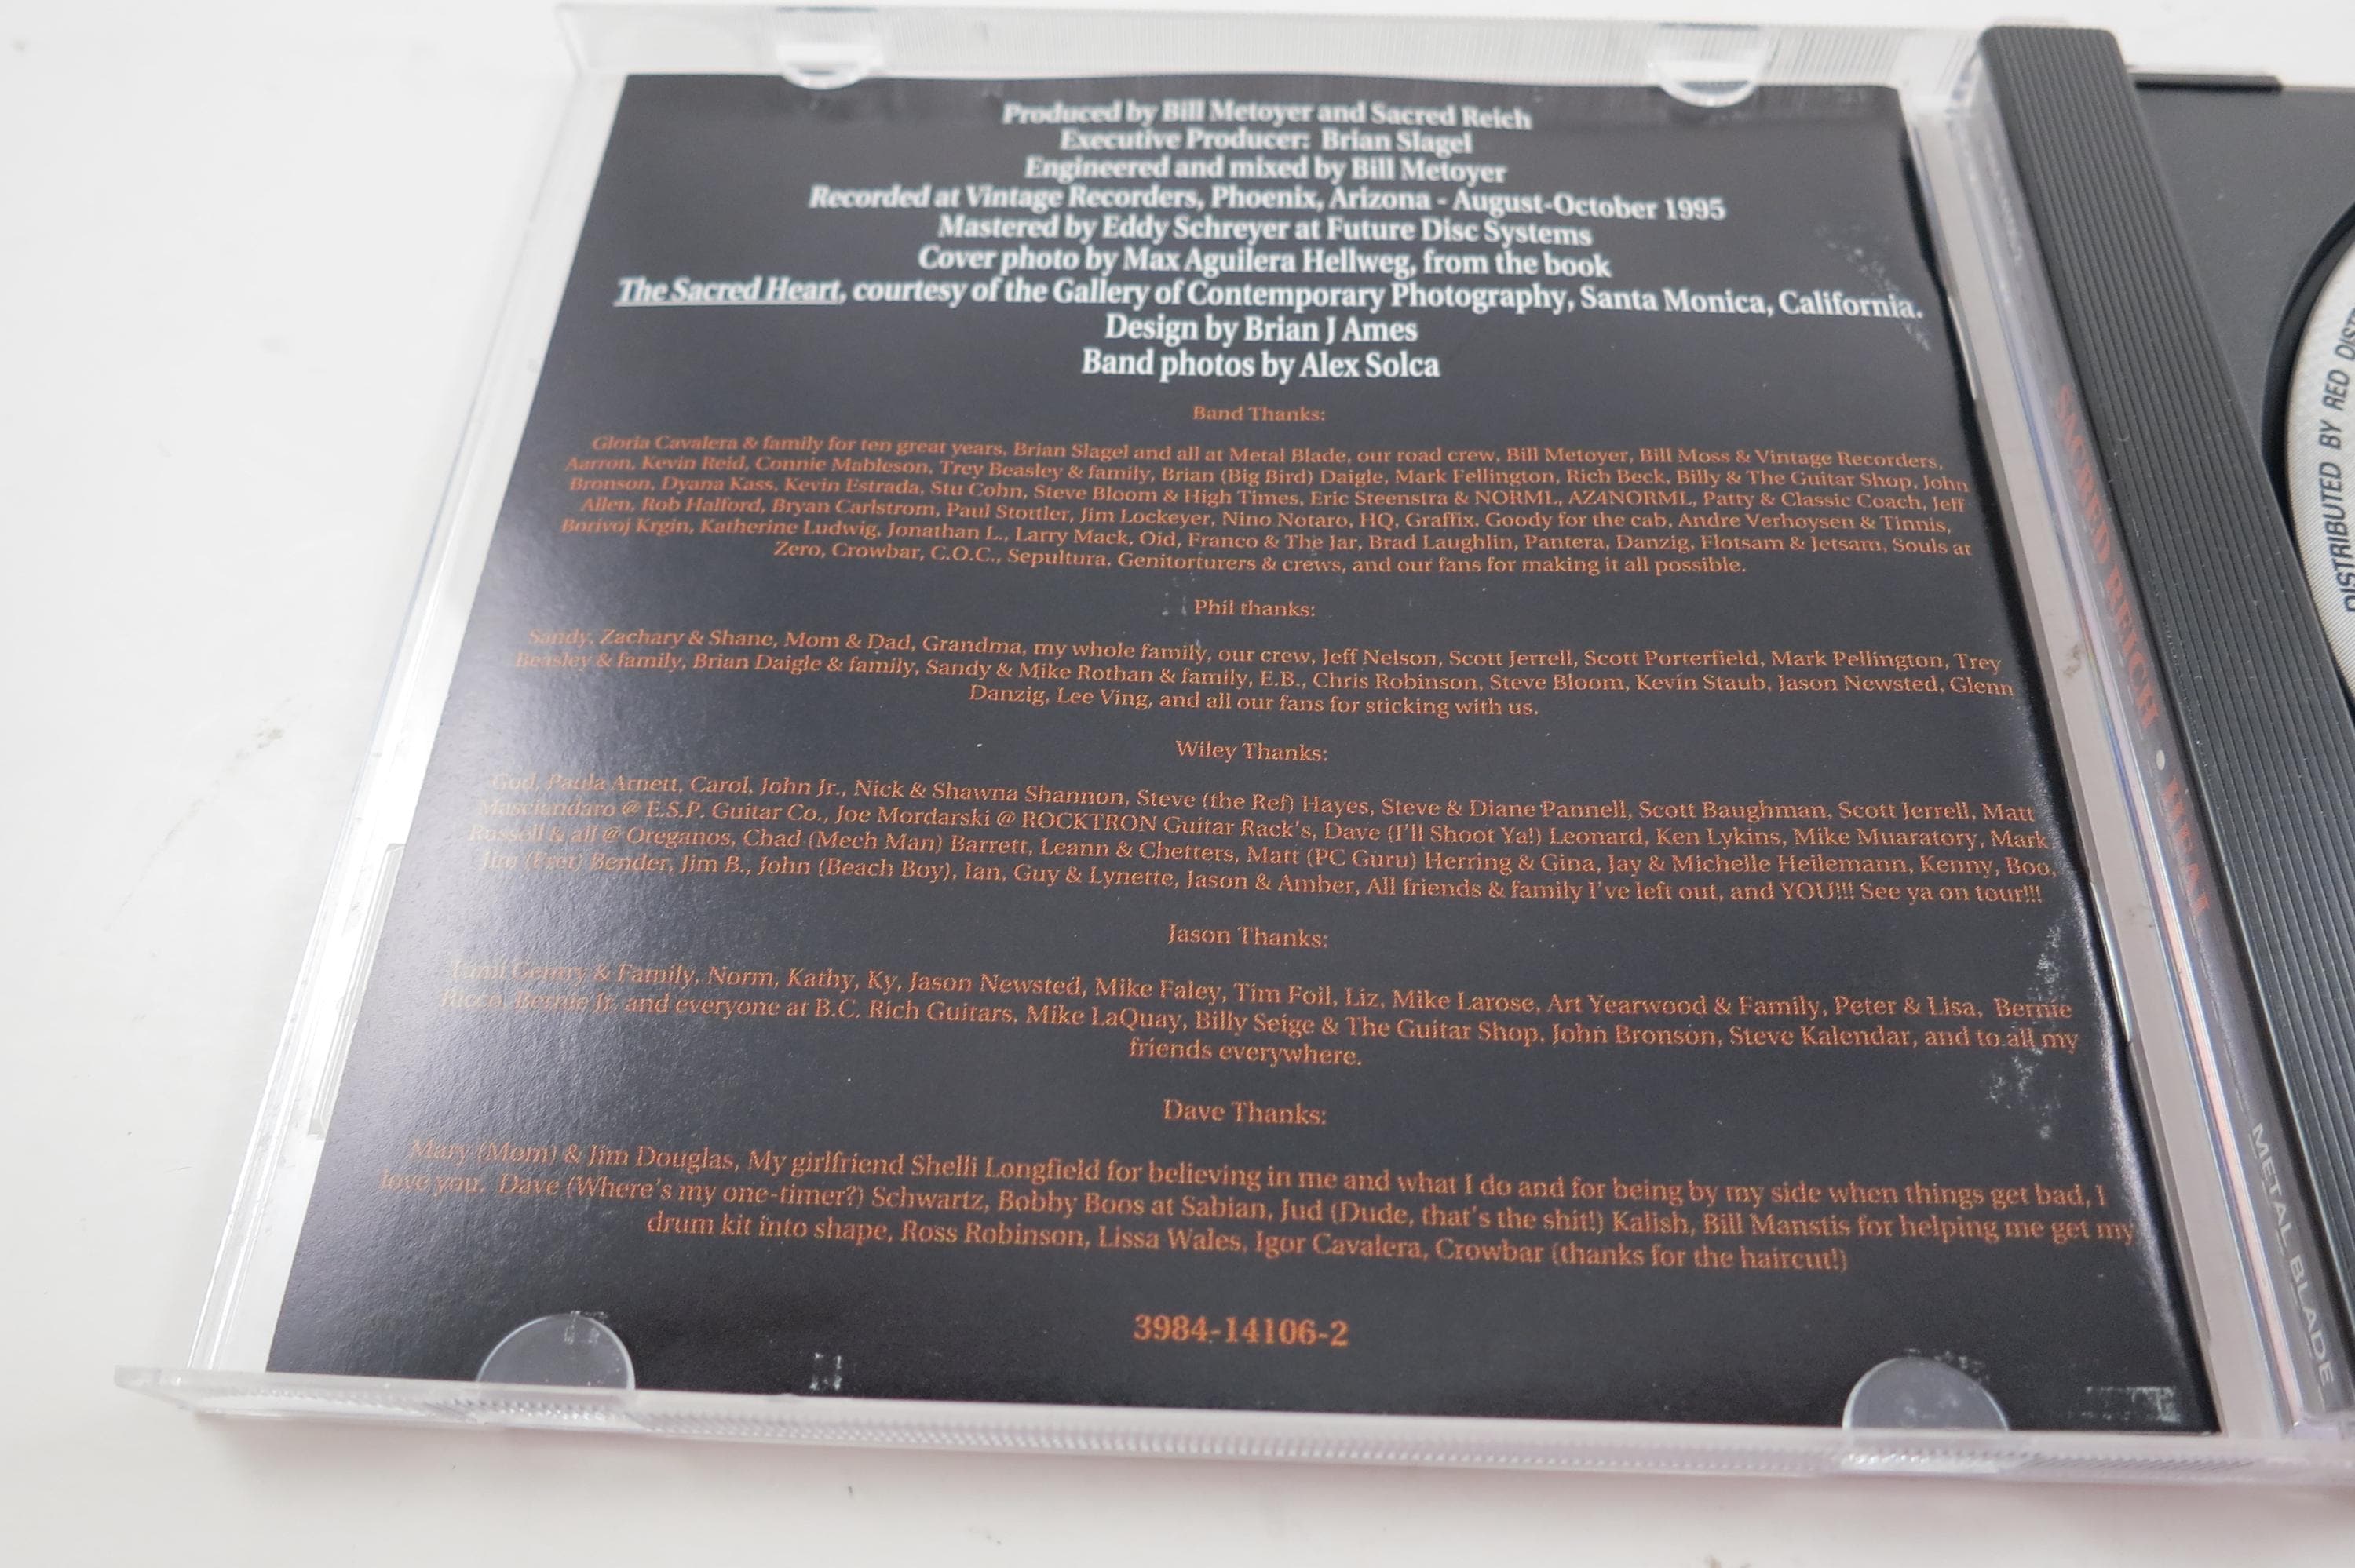 Produced by Bill Metoyer and Sacred Reich
Executive Producer: Brian Slagel
Engineered and mixed by Bill Metoyer
Recorded at Vintage Recorders, Phoenix, Arizona - August-October 1995
Mastered by Eddy Schreyer at Future Disc Systems
Cover photo by Max Aguilera Hellweg, from the book
The Sacred Heart, courtesy of the Gallery of Contemporary Photography, Santa Monica, California.
Design by Brian J Ames
Band photos by Alex Solca
Band Thanks:
Gloria Cavalera & family for ten great years, Brian Slagel and all at Metal Blade, our road crew, Bill Metoyer, Bill Moss & Vintage Recorders,
Aarron, Kevin Reid, Connie Mableson, Trey Beasley & family, Brian (Big Bird) Daigle, Mark Fellington, Rich Beck, Billy & The Guitar Shop, John
Bronson, Dyana Kass, Kevin Estrada, Stu Cohn, Steve Bloom & High Times, Eric Steenstra & NORML, AZ4NORML, Patty & Classic Coach, Jeff
Allen, Rob Halford, Bryan Carlstrom, Paul Stottler, Jim Lockeyer, Nino Notaro, HQ, Graffix, Goody for the cab, Andre Verhoysen & Tinnis,
Borivoj Krgin, Katherine Ludwig, Jonathan L., Larry Mack, Oid, Franco & The Jar, Brad Laughlin, Pantera, Danzig, Flotsam & Jetsam, Souls at
Zero, Crowbar, C.O.C., Sepultura, Genitorturers & crews, and our fans for making it all possible.
Phil thanks:
Sandy, Zachary & Shane, Mom & Dad, Grandma, my whole family, our crew, Jeff Nelson, Scott Jerrell, Scott Porterfield, Mark Pellington, Trey
Beasley & family, Brian Daigle & family, Sandy & Mike Rothan & family, E.B., Chris Robinson, Steve Bloom, Kevin Staub, Jason Newsted, Glenn
Danzig, Lee Ving, and all our fans for sticking with us.
Wiley Thanks:
God, Paula Arnett, Carol, John Jr., Nick & Shawna Shannon, Steve (the Ref) Hayes, Steve & Diane Pannell, Scott Baughman, Scott Jerrell, Matt
Masciandaro @ E.S.P. Guitar Co., Joe Mordarski @ ROCKTRON Guitar Rack's, Dave (I'll Shoot Ya!) Leonard, Ken Lykins, Mike Muaratory, Mark
Russell & all @ Oreganos, Chad (Mech Man) Barrett, Leann & Chetters, Matt (PC Guru) Herring & Gina, Jay & Michelle Heilemann, Kenny, Boo,
Jim (Fret) Bender, Jim B., John (Beach Boy), Ian, Guy & Lynette, Jason & Amber, All friends & family I've left out, and YOU!!! See ya on tour!!!
Jason Thanks:
Gentry & Family, Norm, Kathy, Ky, Jason Newsted, Mike Faley, Tim Foil, Liz, Mike Larose, Art Yearwood & Family, Peter & Lisa, Bernie
Ricco, Bernie Jr. and everyone at B.C. Rich Guitars, Mike LaQuay, Billy Seige & The Guitar Shop, John Bronson, Steve Kalendar, and to all my
friends everywhere.
Dave Thanks:
Mary (Mom) & Jim Douglas, My girlfriend Shelli Longfield for believing in me and what I do and for being by my side when things get bad, I
love you. Dave (Where's my one-timer?) Schwartz, Bobby Boos at Sabian, Jud (Dude, that's the shit!) Kalish, Bill Manstis for helping me get my
drum kit into shape, Ross Robinson, Lissa Wales, Igor Cavalera, Crowbar (thanks for the haircut!)
3984-14106-2
SACRED REICH •
METAL BLADE
DISTRIBUTED BY RED